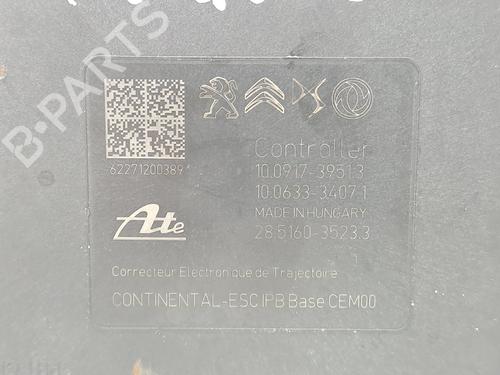 B-PARTS
Controller
10.0917-3951.3
10.0633-3407.1
MADE IN HUNGARY
28.5160-3523.3
62271200389
Ate
Correcteur Electronique de Trajectoire
CONTINENTAL-ESC IPB Base CEM00